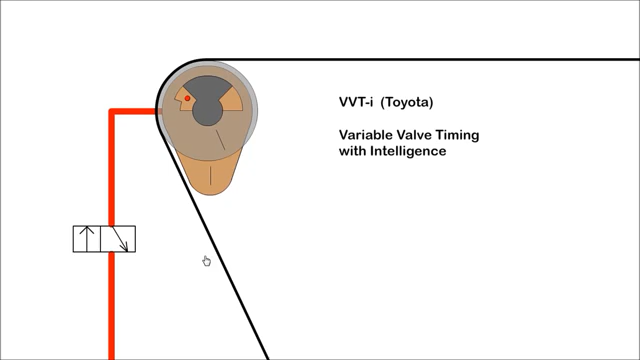 VVT-i (Toyota)
Variable Valve Timing
with Intelligence